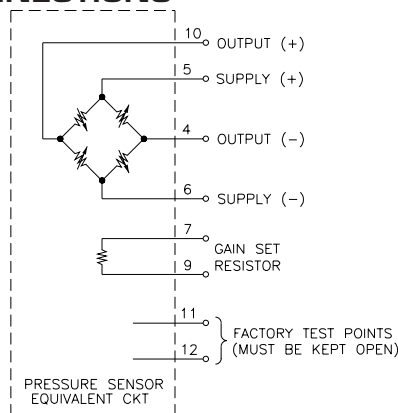 10 OUTPUT (+)
5 SUPPLY (+)
4 OUTPUT (−)
6 SUPPLY (−)
7
GAIN SET
RESISTOR
9
11
FACTORY TEST POINTS
(MUST BE KEPT OPEN)
12
PRESSURE SENSOR
EQUIVALENT CKT